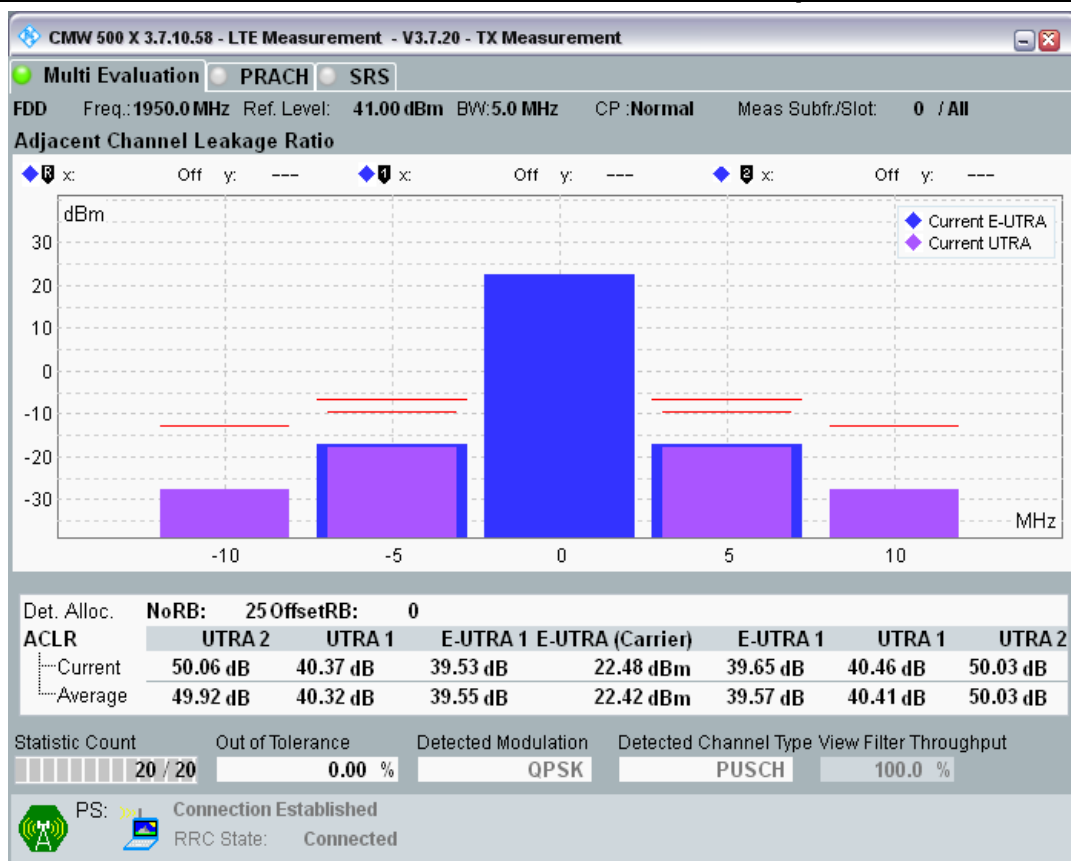 CMW 500 X 3.7.10.58 - LTE Measurement - V3.7.20 - TX Measurement
Multi Evaluation PRACH SRS
FDD Freq.: 1950.0 MHz Ref. Level: 41.00 dBm BW: 5.0 MHz CP : Normal Meas Subfr./Slot: 0 / All
Adjacent Channel Leakage Ratio
R x: Off y: --- 1 x: Off y: --- 2 x: Off y: ---
dBm
Current E-UTRA
Current UTRA
30
20
10
0
-10
-20
-30
MHz
-10 -5 0 5 10
Det. Alloc. NoRB: 25 OffsetRB: 0
ACLR UTRA 2 UTRA 1 E-UTRA 1 E-UTRA (Carrier) E-UTRA 1 UTRA 1 UTRA 2
Current 50.06 dB 40.37 dB 39.53 dB 22.48 dBm 39.65 dB 40.46 dB 50.03 dB
Average 49.92 dB 40.32 dB 39.55 dB 22.42 dBm 39.57 dB 40.41 dB 50.03 dB
Statistic Count Out of Tolerance Detected Modulation Detected Channel Type View Filter Throughput
20 / 20 0.00 % QPSK PUSCH 100.0 %
PS: Connection Established
RRC State: Connected